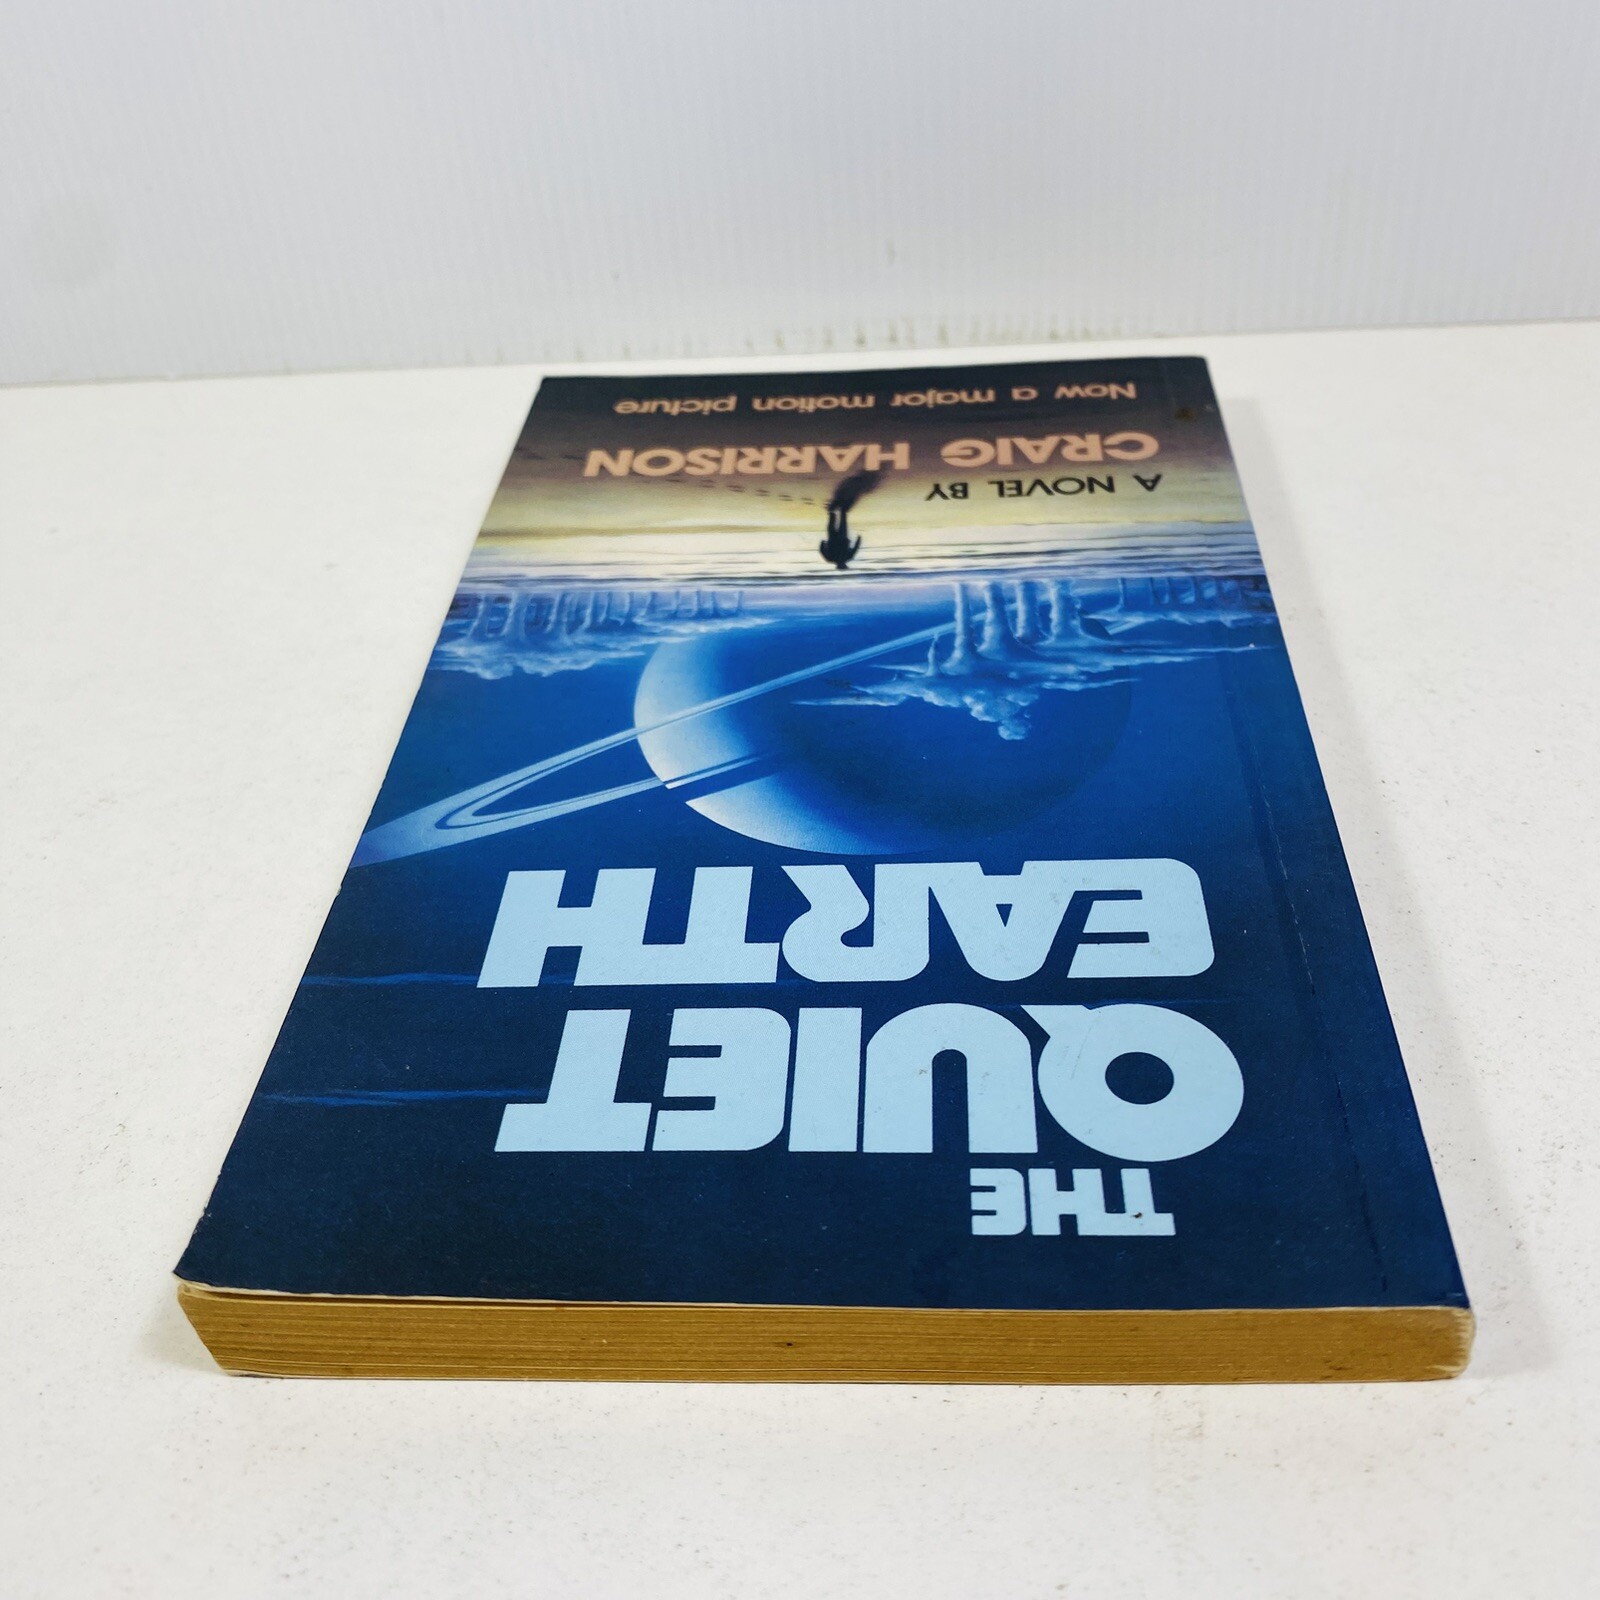 THE
QUIET
EARTH
A NOVEL BY
CRAIG HARRISON
Now a major motion picture